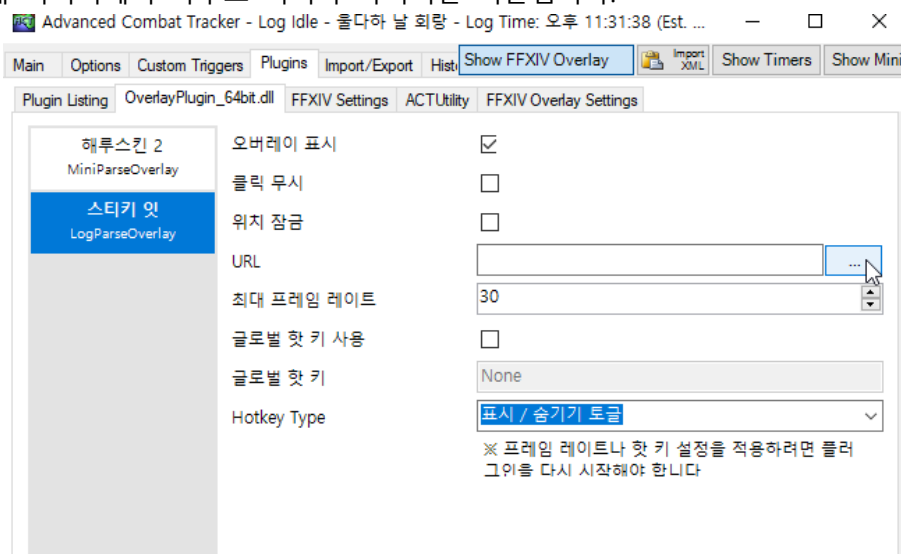 Advanced Combat Tracker - Log Idle - 울다하 날 회랑 - Log Time: 오후 11:31:38 (Est. ...
Main Options Custom Triggers Plugins Import/Export Show FFXIV Overlay Import XML Show Timers Show Mini
Plugin Listing OverlayPlugin_64bit.dll FFXIV Settings ACTUtility FFXIV Overlay Settings
해루스킨 2
MiniParseOverlay
스티키 잇
LogParseOverlay
오버레이 표시
클릭 무시
위치 잠금
URL ...
최대 프레임 레이트 30
글로벌 핫 키 사용
글로벌 핫 키 None
Hotkey Type 표시 / 숨기기 토글
※ 프레임 레이트나 핫 키 설정을 적용하려면 플러
그인을 다시 시작해야 합니다